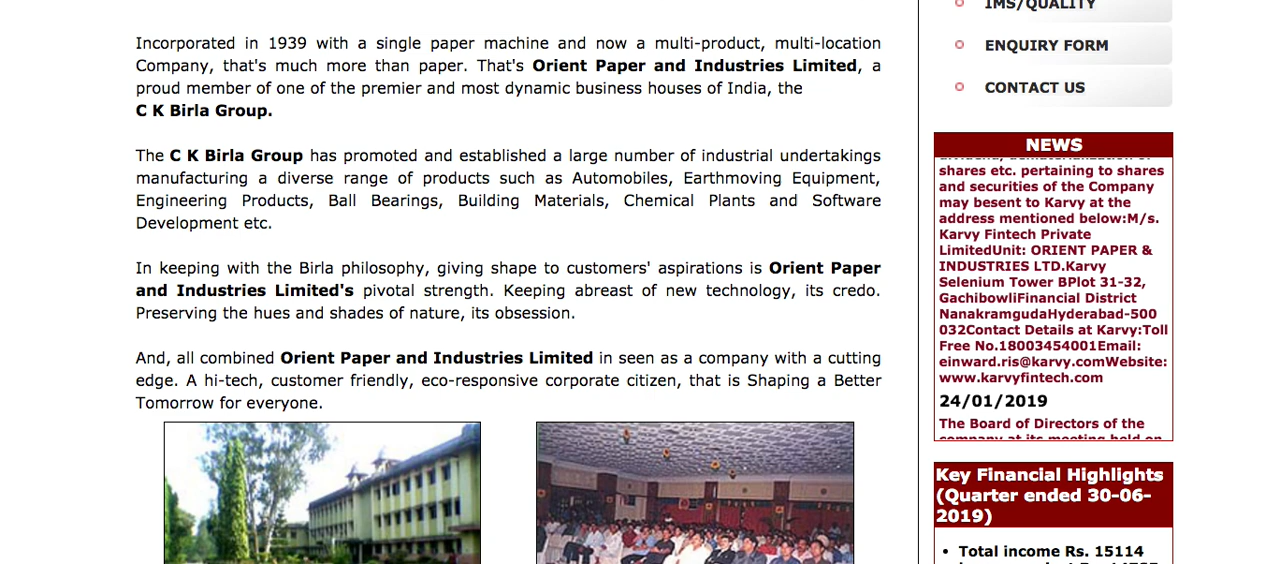 Incorporated in 1939 with a single paper machine and now a multi-product, multi-location
Company, that's much more than paper. That's Orient Paper and Industries Limited, a
proud member of one of the premier and most dynamic business houses of India, the
C K Birla Group.
The C K Birla Group has promoted and established a large number of industrial undertakings
manufacturing a diverse range of products such as Automobiles, Earthmoving Equipment,
Engineering Products, Ball Bearings, Building Materials, Chemical Plants and Software
Development etc.
In keeping with the Birla philosophy, giving shape to customers' aspirations is Orient Paper
and Industries Limited's pivotal strength. Keeping abreast of new technology, its credo.
Preserving the hues and shades of nature, its obsession.
And, all combined Orient Paper and Industries Limited in seen as a company with a cutting
edge. A hi-tech, customer friendly, eco-responsive corporate citizen, that is Shaping a Better
Tomorrow for everyone.
IMS/QUALITY
ENQUIRY FORM
CONTACT US
NEWS
dividend, dematerialization of
shares etc. pertaining to shares
and securities of the Company
may besent to Karvy at the
address mentioned below:M/s.
Karvy Fintech Private
LimitedUnit: ORIENT PAPER &
INDUSTRIES LTD.Karvy
Selenium Tower BPlot 31-32,
GachibowliFinancial District
NanakramgudaHyderabad-500
032Contact Details at Karvy:Toll
Free No.18003454001Email:
einward.ris@karvy.comWebsite:
www.karvyfintech.com
24/01/2019
The Board of Directors of the
company at its meeting held on
Key Financial Highlights
(Quarter ended 30-06-
2019)
• Total income Rs. 15114